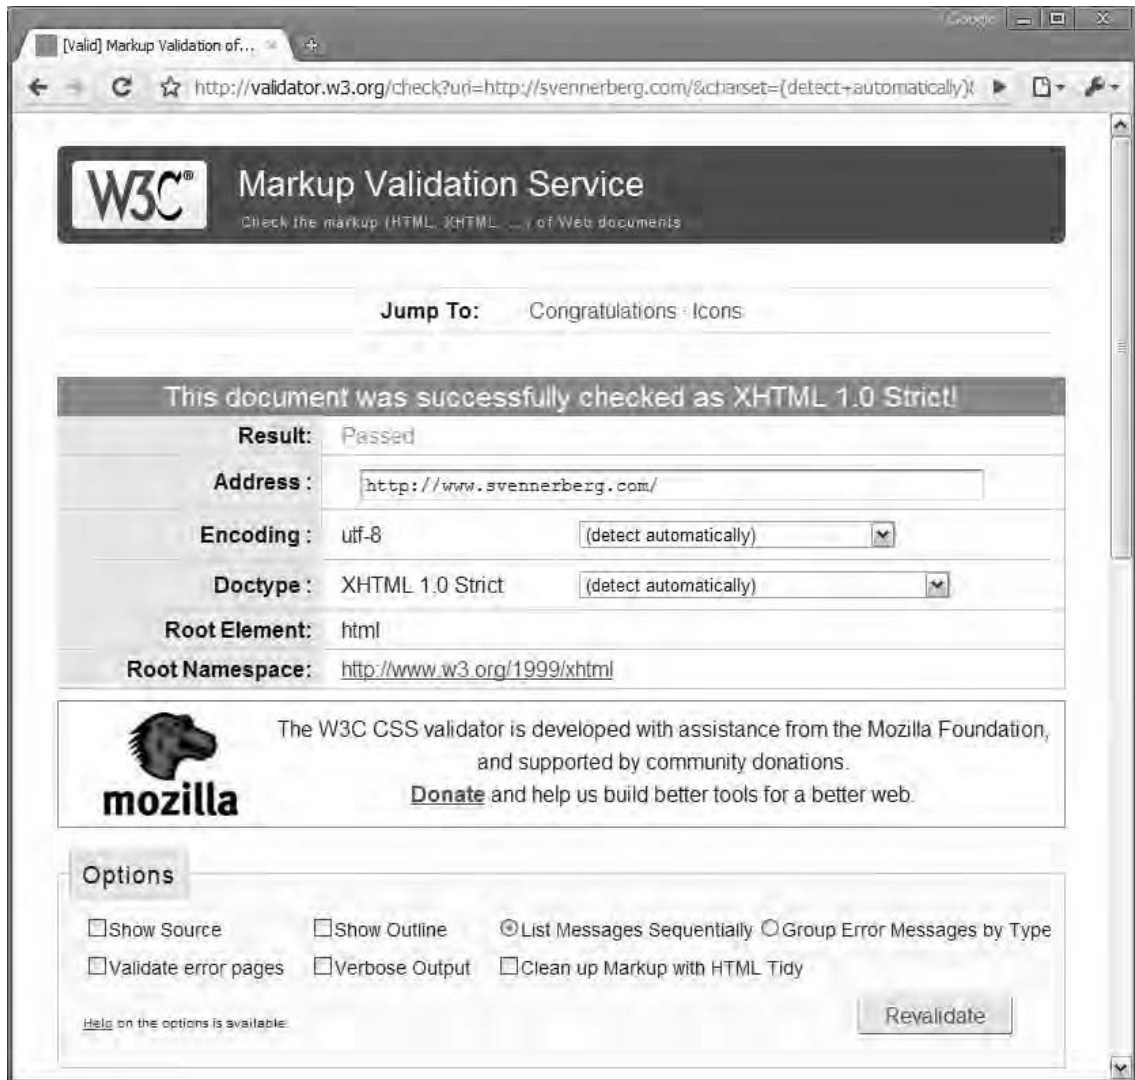 Google
[Valid] Markup Validation of...
http://validator.w3.org/check?uri=http://svennerberg.com/&charset=(detect+automatically)
W3C®
Markup Validation Service
Check the markup (HTML, XHTML, ...) of Web documents
Jump To: Congratulations · Icons
This document was successfully checked as XHTML 1.0 Strict!
Result: Passed
Address : http://www.svennerberg.com/
Encoding : utf-8 (detect automatically)
Doctype : XHTML 1.0 Strict (detect automatically)
Root Element: html
Root Namespace: http://www.w3.org/1999/xhtml
The W3C CSS validator is developed with assistance from the Mozilla Foundation,
and supported by community donations.
Donate and help us build better tools for a better web.
mozilla
Options
Show Source Show Outline List Messages Sequentially Group Error Messages by Type
Validate error pages Verbose Output Clean up Markup with HTML Tidy
Help on the options is available.
Revalidate